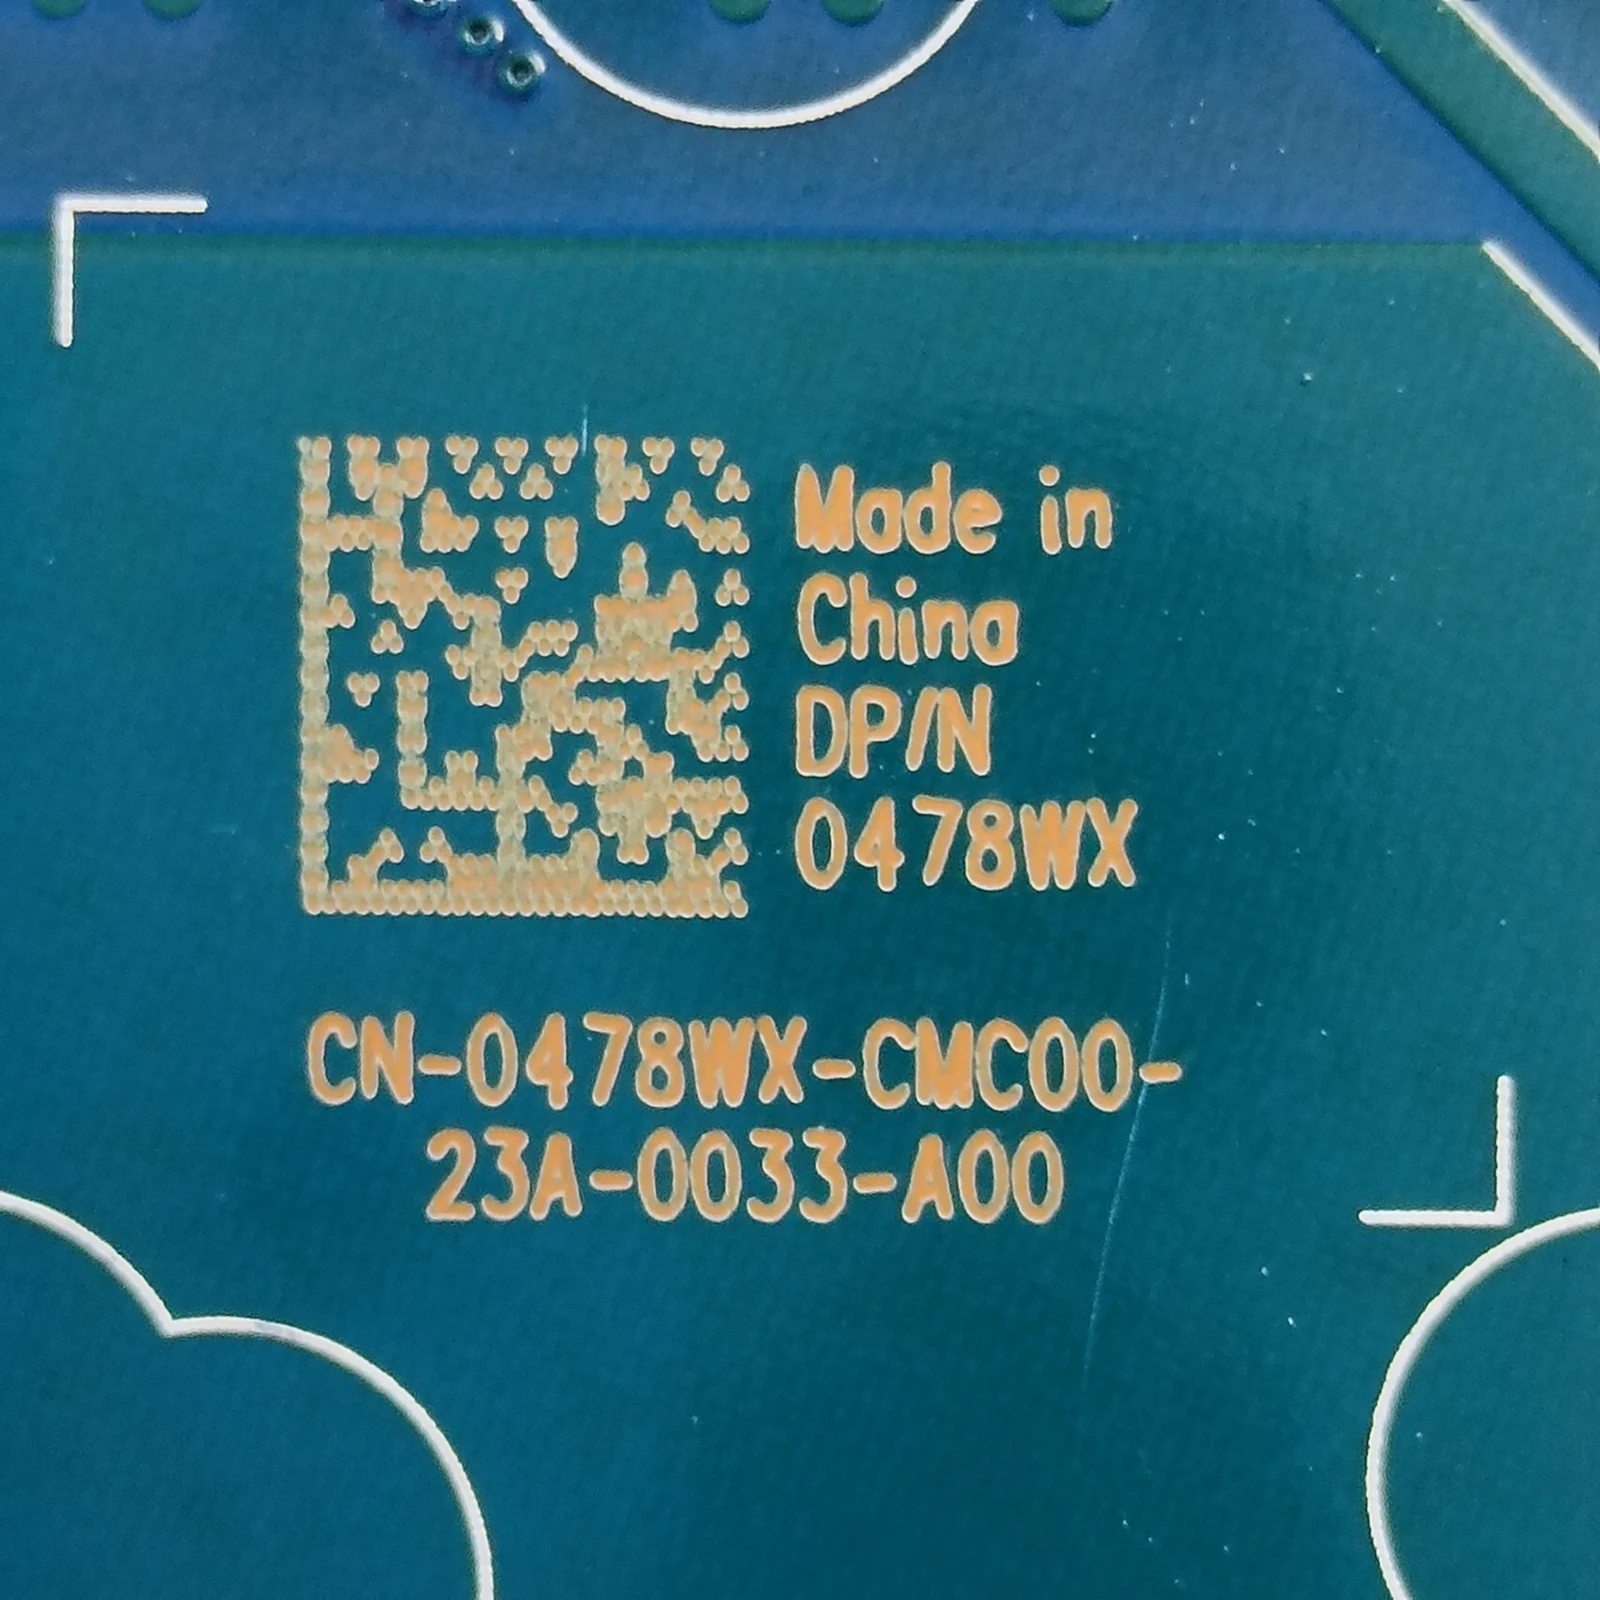 Made in
China
DP/N
0478WX
CN-0478WX-CMC00-
23A-0033-A00